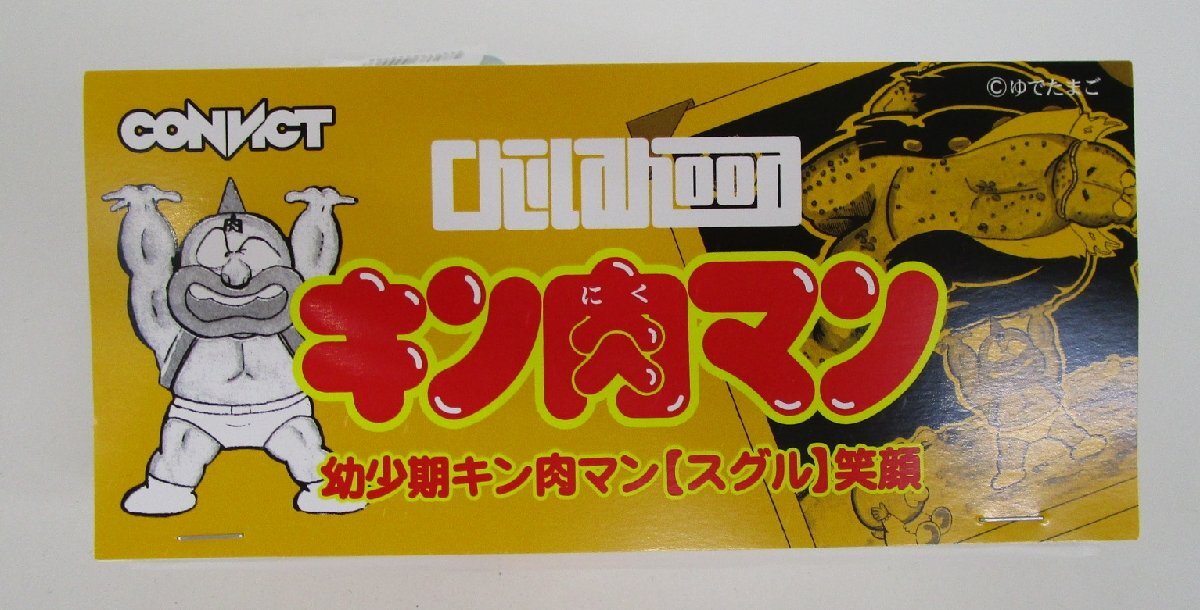 ©ゆでたまご
CONVICT
Childhood
キン肉マン
にく
幼少期キン肉マン【スグル】笑顔
肉